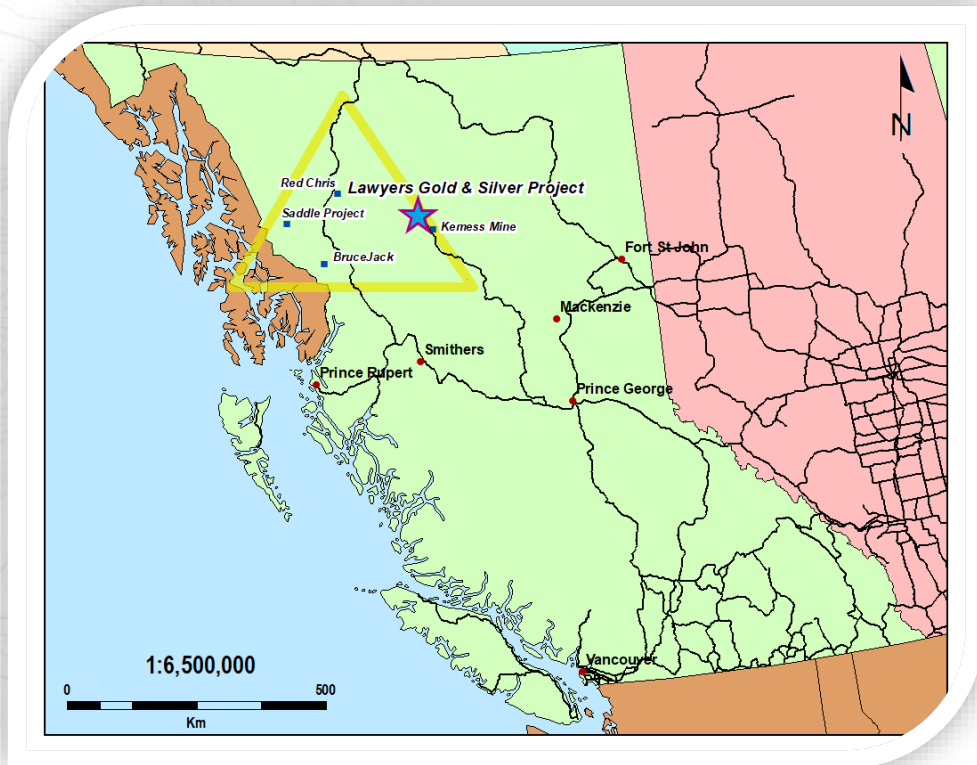 N
Red Chris
Lawyers Gold & Silver Project
Saddle Project
Kemess Mine
BruceJack
Fort St John
Mackenzie
Smithers
Prince Rupert
Prince George
Vancouver
1:6,500,000
0
500
Km